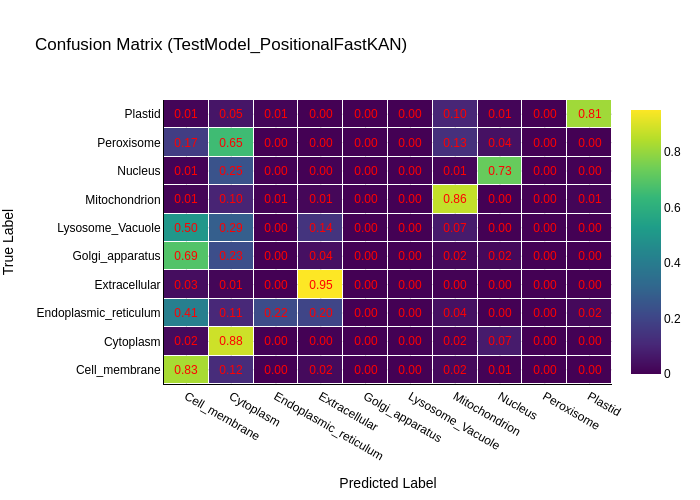 Confusion Matrix (TestModel_PositionalFastKAN)
Plastid 0.01 0.05 0.01 0.00 0.00 0.00 0.10 0.01 0.00 0.81
Peroxisome 0.17 0.65 0.00 0.00 0.00 0.00 0.13 0.04 0.00 0.00
Nucleus 0.01 0.00 0.00 0.00 0.00 0.01 0.73 0.00 0.00
Mitochondrion 0.01 0.10 0.01 0.01 0.00 0.00 0.86 0.00 0.00 0.01
Lysosome_Vacuole 0.50 0.29 0.00 0.14 0.00 0.00 0.07 0.00 0.00 0.00
Golgi_apparatus 0.69 0.00 0.04 0.00 0.00 0.02 0.02 0.00 0.00
Extracellular 0.03 0.01 0.00 0.95 0.00 0.00 0.00 0.00 0.00 0.00
Endoplasmic_reticulum 0.41 0.11 0.22 0.20 0.00 0.00 0.04 0.00 0.00 0.02
Cytoplasm 0.02 0.88 0.00 0.00 0.00 0.00 0.02 0.07 0.00 0.00
Cell_membrane 0.83 0.12 0.00 0.02 0.00 0.00 0.02 0.01 0.00 0.00
Cell_membrane Cytoplasm Endoplasmic_reticulum Extracellular Golgi_apparatus Lysosome_Vacuole Mitochondrion Nucleus Peroxisome Plastid
Predicted Label
True Label
0.8
0.6
0.4
0.2
0